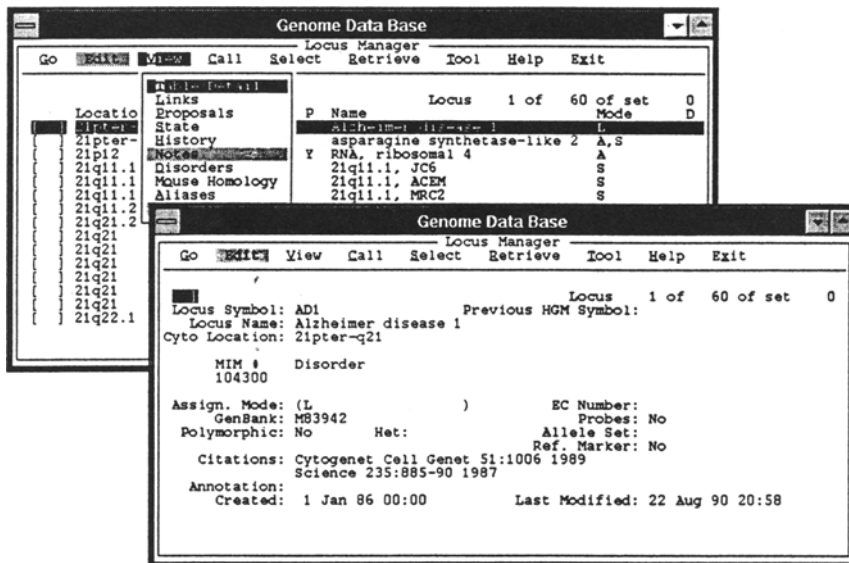 Genome Data Base
Locus Manager
Go Edit View Call Select Retrieve Tool Help Exit
Table Detail
Links
Proposals
State
History
Notes
Disorders
Mouse Homology
Aliases
Locus 1 of 60 of set 0
Locatio P Name Mode D
[ ] 21pter- Alzheimer disease 1 L
[ ] 21pter- asparagine synthetase-like 2 A,S
[ ] 21p12 Y RNA, ribosomal 4 A
[ ] 21q11.1 21q11.1, JC6 S
[ ] 21q11.1 21q11.1, ACEM S
[ ] 21q11.1 21q11.1, MRC2 S
[ ] 21q11.2
[ ] 21q21.2
[ ] 21q21
[ ] 21q21
[ ] 21q21
[ ] 21q21
[ ] 21q21
[ ] 21q21
[ ] 21q22.1
Genome Data Base
Locus Manager
Go Edit View Call Select Retrieve Tool Help Exit
Locus 1 of 60 of set 0
Locus Symbol: AD1 Previous HGM Symbol:
Locus Name: Alzheimer disease 1
Cyto Location: 21pter-q21
MIM # Disorder
104300
Assign. Mode: (L ) EC Number:
GenBank: M83942 Probes: No
Polymorphic: No Het: Allele Set:
Ref. Marker: No
Citations: Cytogenet Cell Genet 51:1006 1989
Science 235:885-90 1987
Annotation:
Created: 1 Jan 86 00:00 Last Modified: 22 Aug 90 20:58